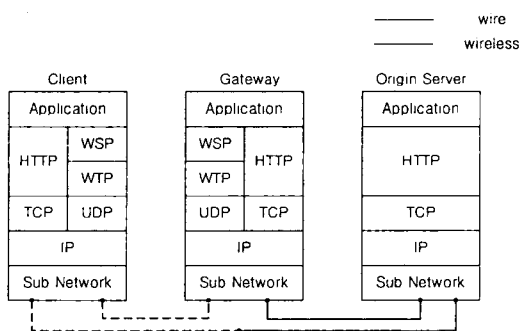 wire
wireless
Client
Gateway
Origin Server
Application
HTTP
WSP
WTP
TCP
UDP
IP
Sub Network
Application
WSP
HTTP
WTP
UDP
TCP
IP
Sub Network
Application
HTTP
TCP
IP
Sub Network